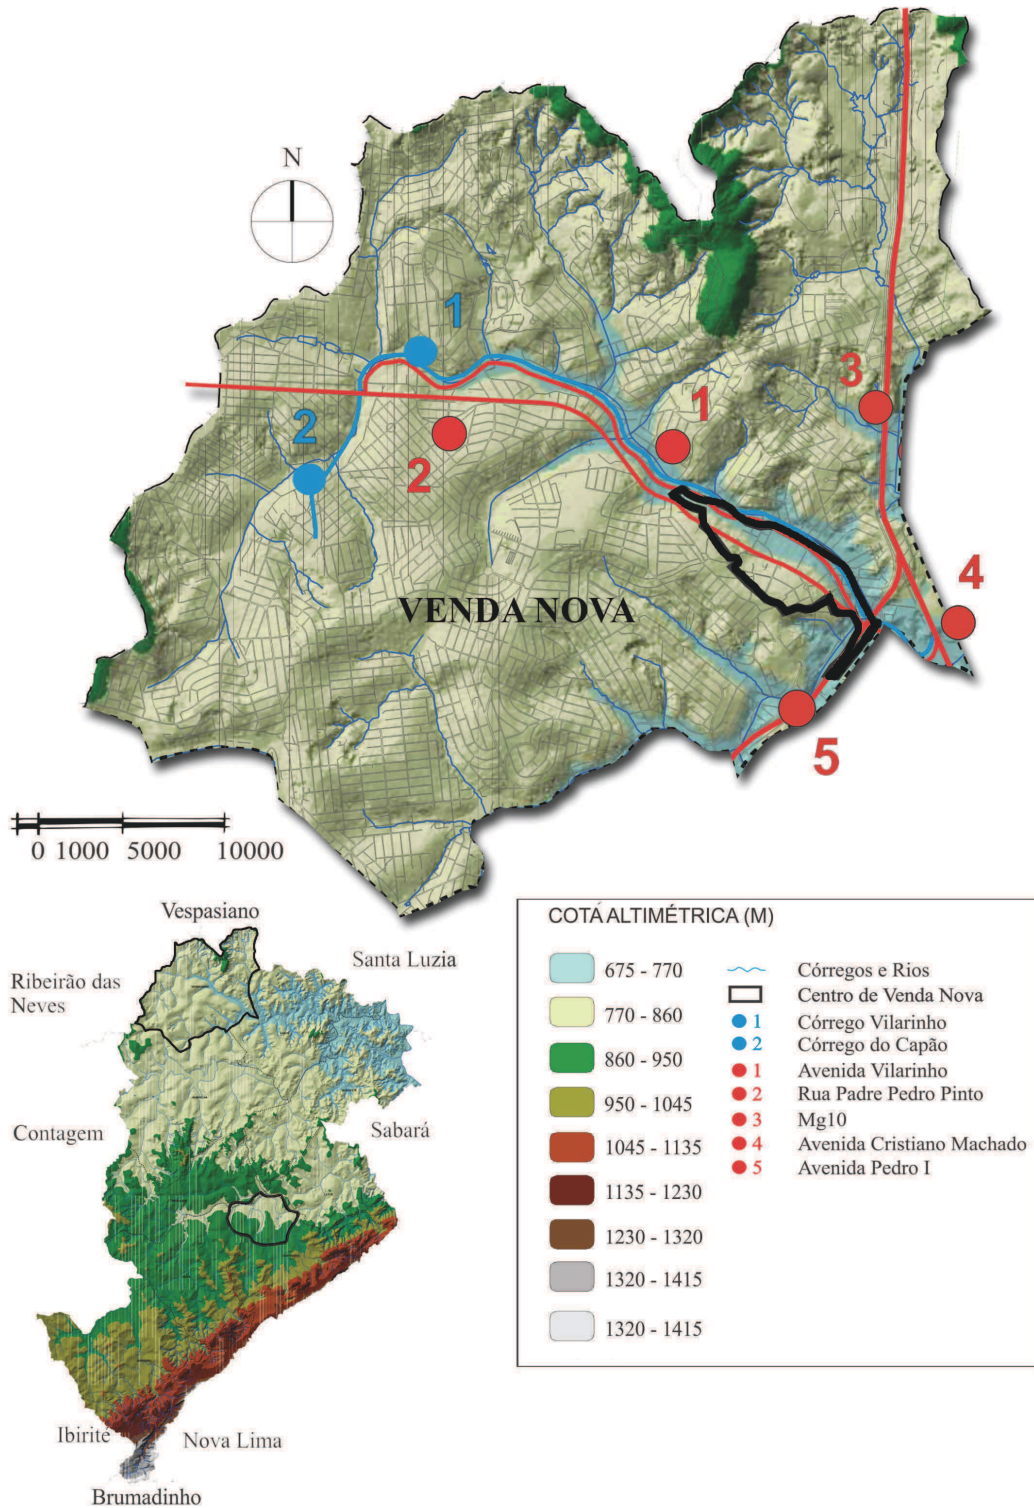 N
1
2
3
1
2
4
VENDA NOVA
5
0 1000 5000 10000
Vespasiano
Santa Luzia
Ribeirão das
Neves
Contagem
Sabará
Ibirité
Nova Lima
Brumadinho
COTA ALTIMÉTRICA (M)
675 - 770
770 - 860
860 - 950
950 - 1045
1045 - 1135
1135 - 1230
1230 - 1320
1320 - 1415
1320 - 1415
Córregos e Rios
Centro de Venda Nova
1 Córrego Vilarinho
2 Córrego do Capão
1 Avenida Vilarinho
2 Rua Padre Pedro Pinto
3 Mg10
4 Avenida Cristiano Machado
5 Avenida Pedro I